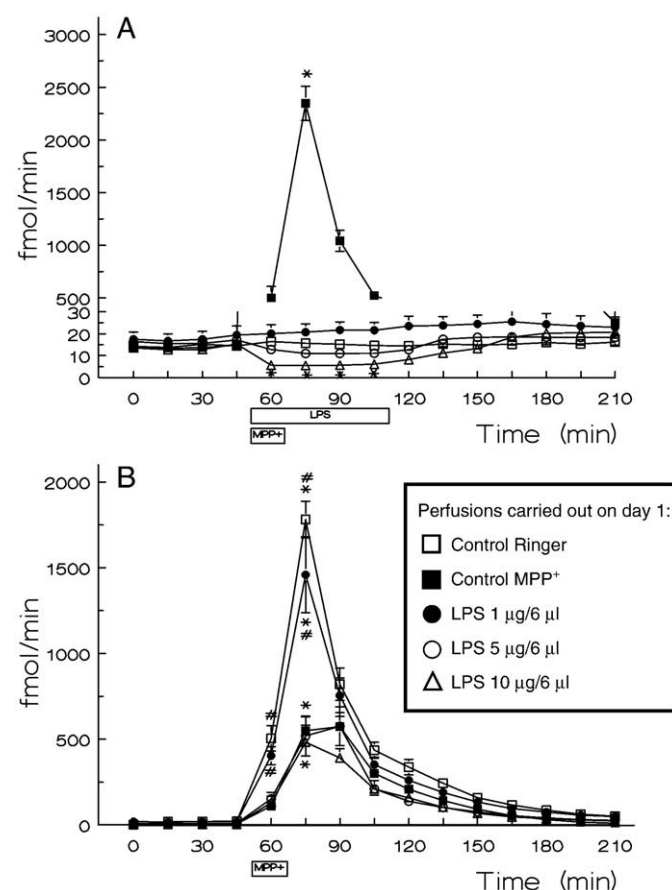 A
3000
2500
2000
1500
1000
500
30
20
10
0
fmol/min
*
* * * *
0 30 60 90 120 150 180 210
LPS
MPP+
Time (min)
B
2000
1500
1000
500
0
fmol/min
#
*
*
#
#
#
*
*
0 30 60 90 120 150 180 210
MPP+
Time (min)
Perfusions carried out on day 1:
Control Ringer
Control MPP⁺
LPS 1 μg/6 μl
LPS 5 μg/6 μl
LPS 10 μg/6 μl